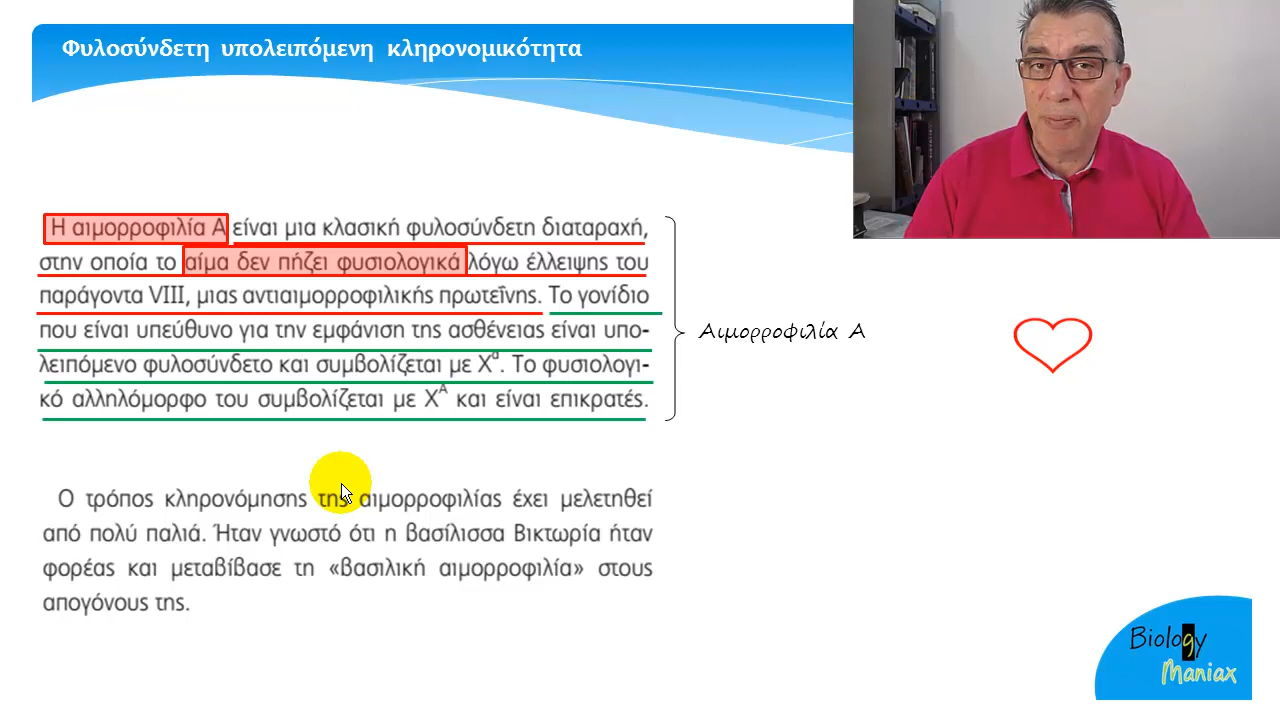 Φυλοσύνδετη υπολειπόμενη κληρονομικότητα
Η αιμορροφιλία Α είναι μια κλασική φυλοσύνδετη διαταραχή,
στην οποία το αίμα δεν πήζει φυσιολογικά λόγω έλλειψης του
παράγοντα VIII, μιας αντιαιμορροφιλικής πρωτεΐνης. Το γονίδιο
που είναι υπεύθυνο για την εμφάνιση της ασθένειας είναι υπο-
λειπόμενο φυλοσύνδετο και συμβολίζεται με Χᵅ. Το φυσιολογι-
κό αλληλόμορφο του συμβολίζεται με Χᴬ και είναι επικρατές.
Αιμορροφιλία Α
Ο τρόπος κληρονόμησης της αιμορροφιλίας έχει μελετηθεί
από πολύ παλιά. Ήταν γνωστό ότι η βασίλισσα Βικτωρία ήταν
φορέας και μεταβίβασε τη «βασιλική αιμορροφιλία» στους
απογόνους της.
Biology
Maniax